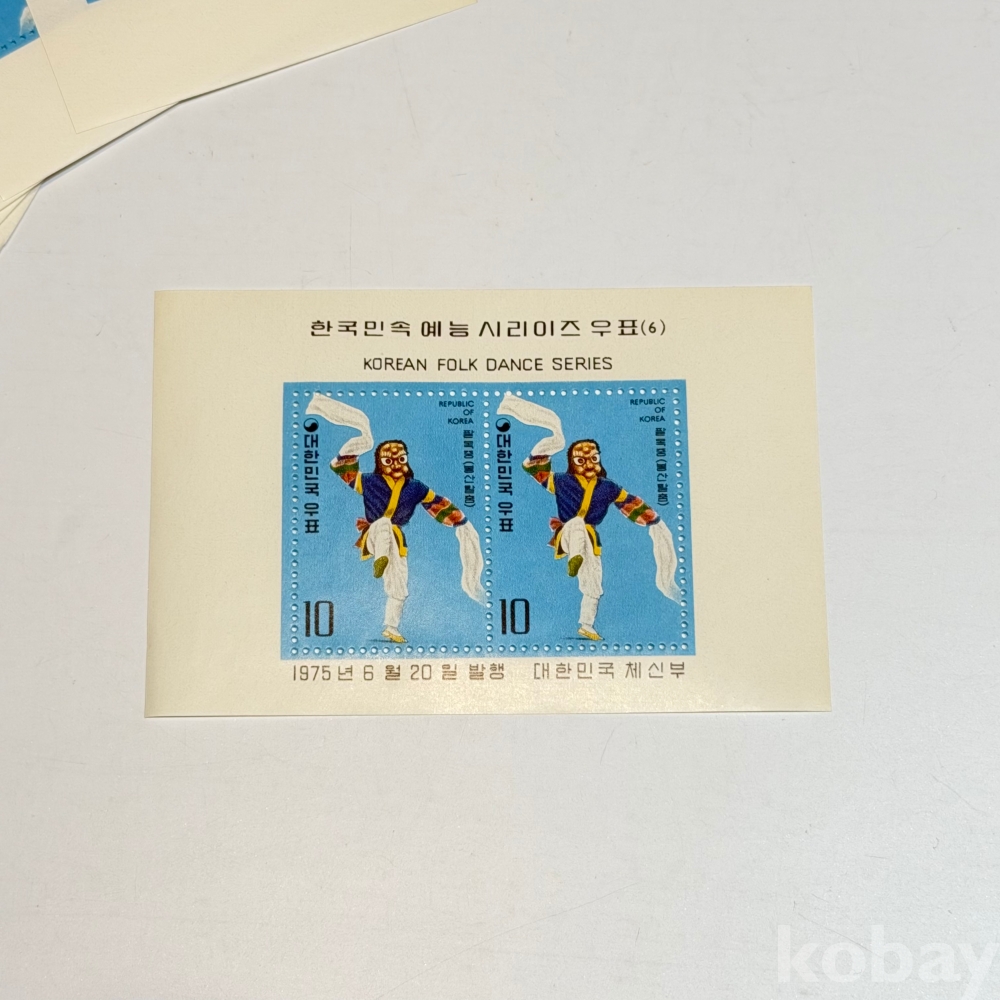 한국민속 예능 시리이즈 우표(6)
KOREAN FOLK DANCE SERIES
REPUBLIC
OF
KOREA
대한민국 우표
10
REPUBLIC
OF
KOREA
대한민국 우표
10
1975년 6월 20일 발행 대한민국 체신부
kobay